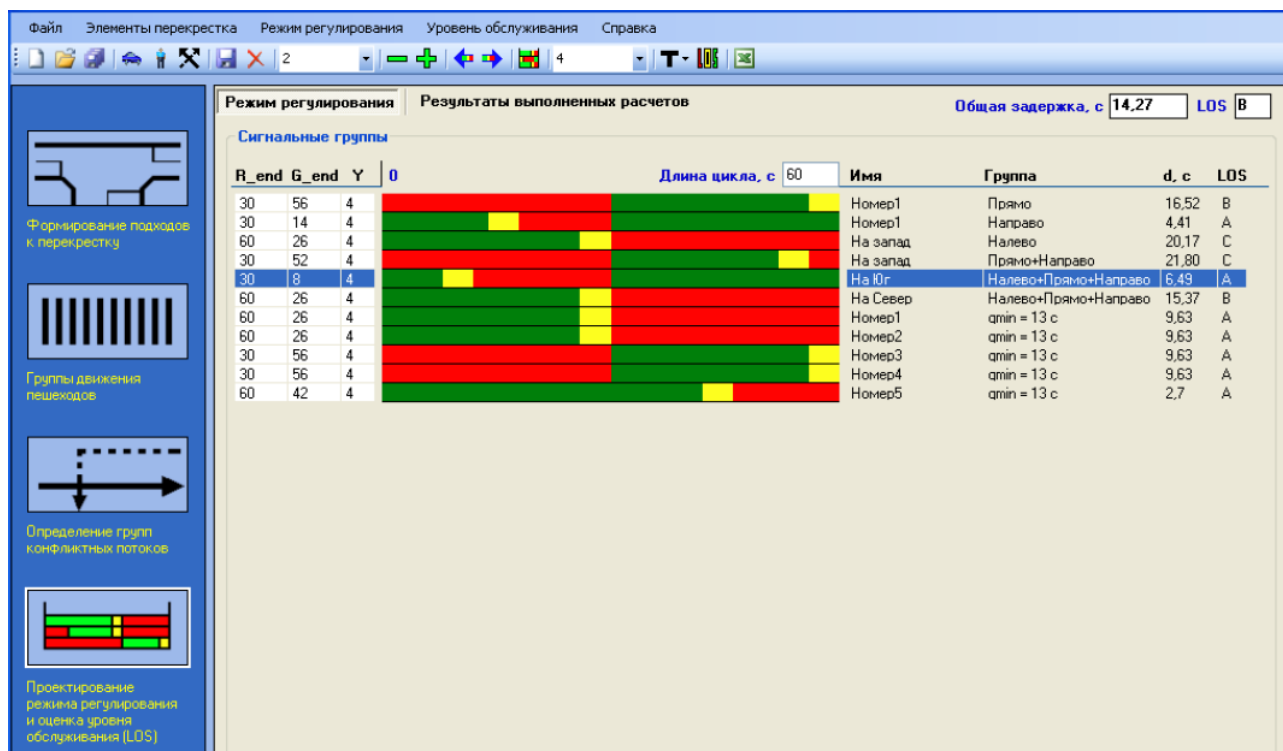 Файл Элементы перекрестка Режим регулирования Уровень обслуживания Справка
2 4
Режим регулирования Результаты выполненных расчетов Общая задержка, с 14,27 LOS B
Сигнальные группы
R_end G_end Y 0 Длина цикла, с 60 Имя Группа d, c LOS
30 56 4 Номер1 Прямо 16,52 B
30 14 4 Номер1 Направо 4,41 A
60 26 4 На запад Налево 20,17 C
30 52 4 На запад Прямо+Направо 21,80 C
30 8 4 На Юг Налево+Прямо+Направо 6,49 A
60 26 4 На Север Налево+Прямо+Направо 15,37 B
60 26 4 Номер1 qmin = 13 с 9,63 A
60 26 4 Номер2 qmin = 13 с 9,63 A
30 56 4 Номер3 qmin = 13 с 9,63 A
30 56 4 Номер4 qmin = 13 с 9,63 A
60 42 4 Номер5 qmin = 13 с 2,7 A
Формирование подходов
к перекрестку
Группы движения
пешеходов
Определение групп
конфликтных потоков
Проектирование
режима регулирования
и оценка уровня
обслуживания (LOS)